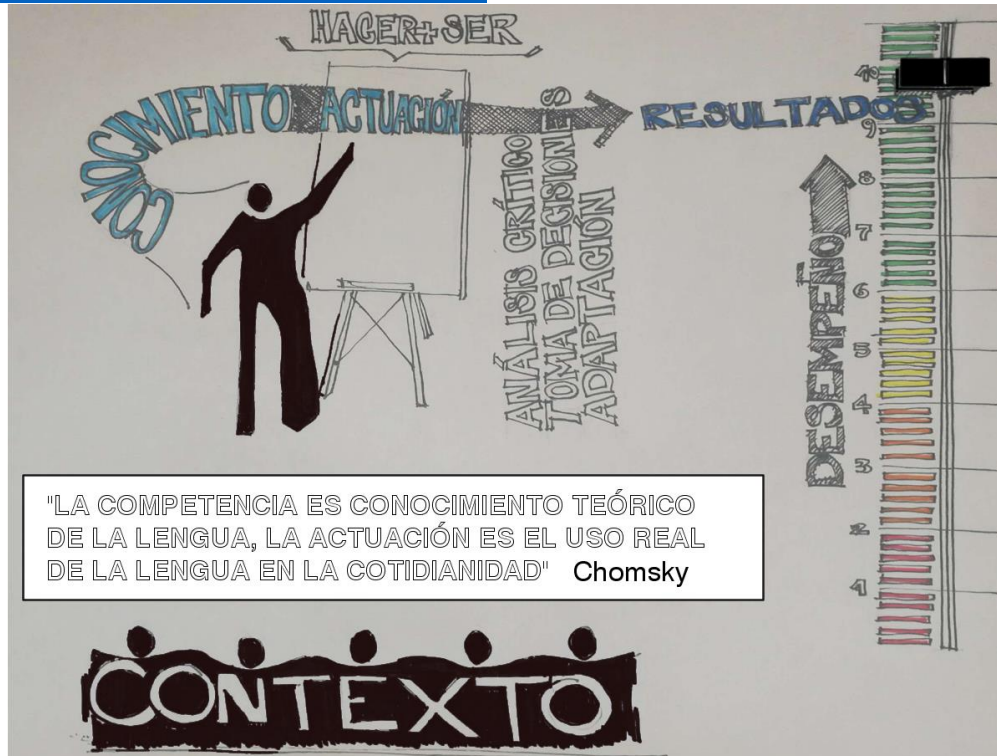 HACER+SER
CONOCIMIENTO ACTUACIÓN RESULTADOS
ANÁLISIS CRÍTICO
TOMA DE DECISIONES
ADAPTACIÓN
DESEMPEÑO
10
9
8
7
6
5
4
3
2
1
"LA COMPETENCIA ES CONOCIMIENTO TEÓRICO
DE LA LENGUA, LA ACTUACIÓN ES EL USO REAL
DE LA LENGUA EN LA COTIDIANIDAD" Chomsky
CONTEXTO